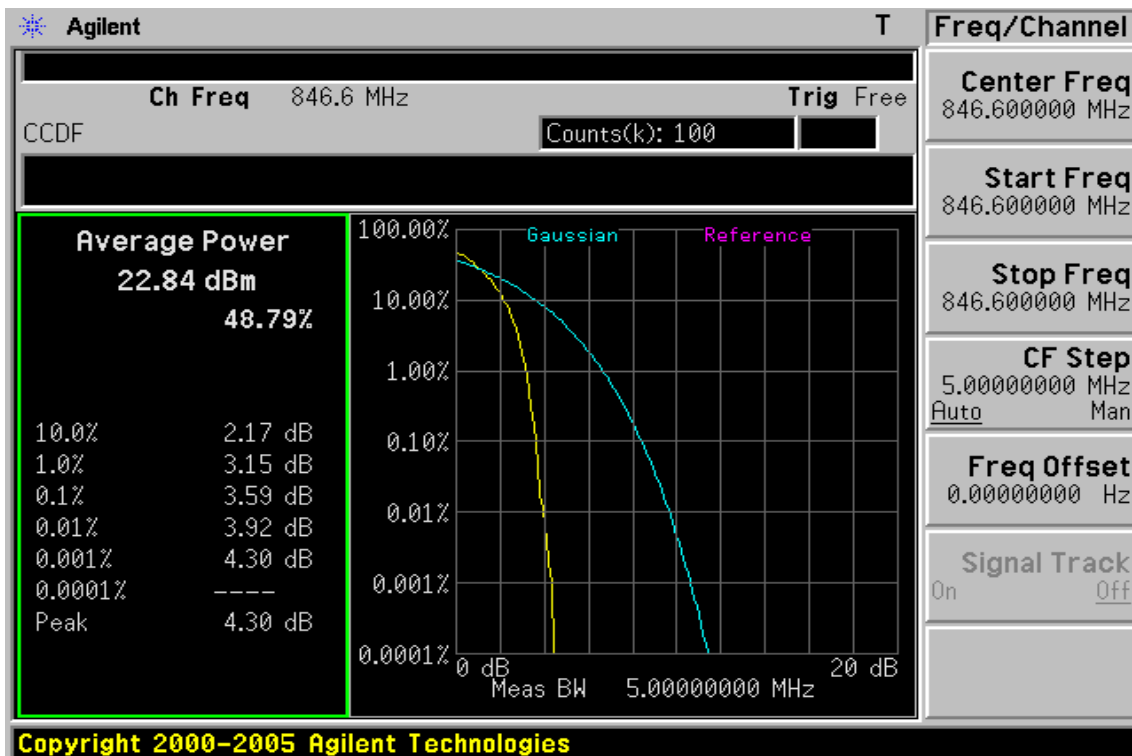 Agilent T
Ch Freq 846.6 MHz Trig Free
CCDF Counts(k): 100
Average Power
22.84 dBm
48.79%
10.0% 2.17 dB
1.0% 3.15 dB
0.1% 3.59 dB
0.01% 3.92 dB
0.001% 4.30 dB
0.0001% ----
Peak 4.30 dB
Gaussian Reference
100.00%
10.00%
1.00%
0.10%
0.01%
0.001%
0.0001%
0 dB 20 dB
Meas BW 5.00000000 MHz
Freq/Channel
Center Freq
846.600000 MHz
Start Freq
846.600000 MHz
Stop Freq
846.600000 MHz
CF Step
5.00000000 MHz
Auto Man
Freq Offset
0.00000000 Hz
Signal Track
On Off
Copyright 2000-2005 Agilent Technologies